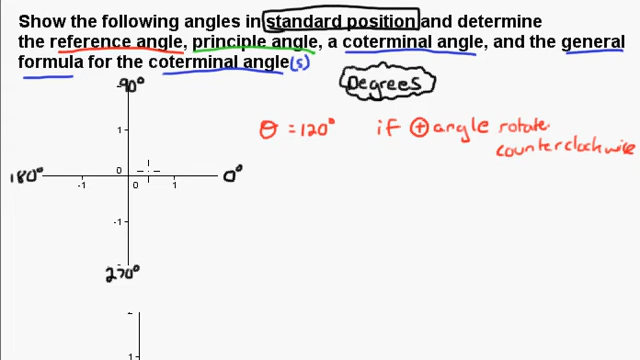 Show the following angles in standard position and determine
the reference angle, principle angle, a coterminal angle, and the general
formula for the coterminal angle(s)
Degrees
90°
θ = 120° if ⊕ angle rotate
counterclockwise
1
180° 0 0°
-1 0 1
-1
270°
2
1